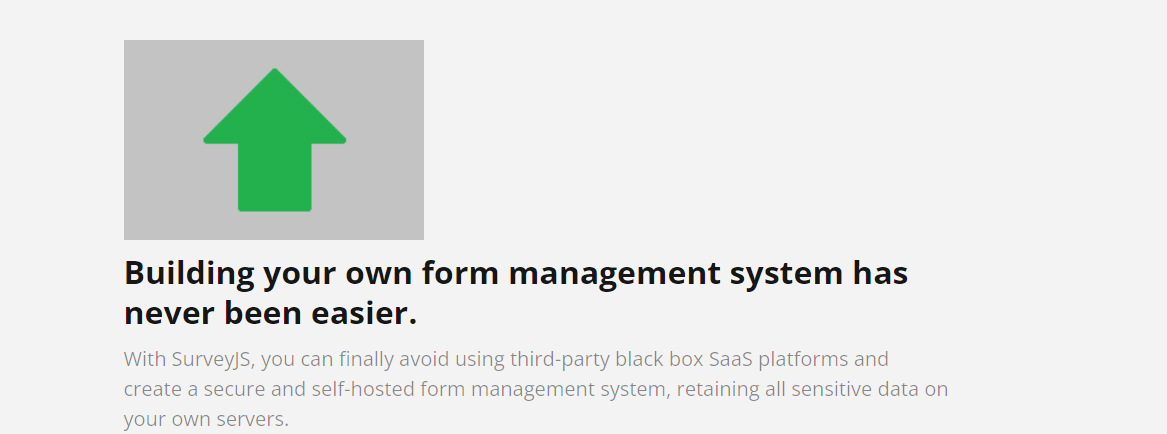 Building your own form management system has
never been easier.
With SurveyJS, you can finally avoid using third-party black box SaaS platforms and
create a secure and self-hosted form management system, retaining all sensitive data on
your own servers.